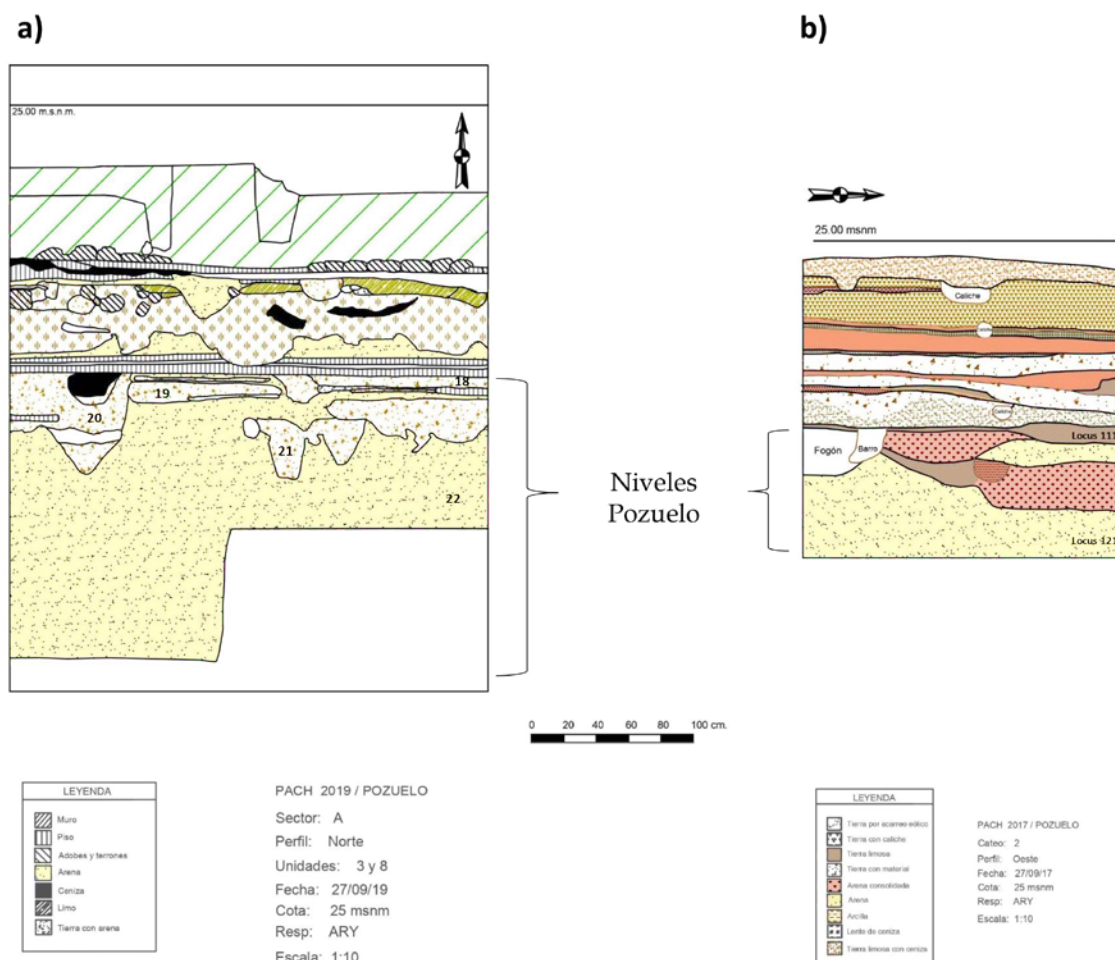 a)
25.00 m.s.n.m.
18
19
20
21
22
Niveles
Pozuelo
b)
25.00 msnm
Caliche
Locus 111
Fogón
Barro
Locus 121
0 20 40 60 80 100 cm.
LEYENDA
Muro
Piso
Adobes y terrones
Arena
Ceniza
Limo
Tierra con arena
PACH 2019 / POZUELO
Sector: A
Perfil: Norte
Unidades: 3 y 8
Fecha: 27/09/19
Cota: 25 msnm
Resp: ARY
Escala: 1:10
LEYENDA
Tierra por acarreo eólico
Tierra con caliche
Tierra limosa
Tierra con material
Arena consolidada
Arena
Arcilla
Lente de ceniza
Tierra limosa con ceniza
PACH 2017 / POZUELO
Cateo: 2
Perfil: Oeste
Fecha: 27/09/17
Cota: 25 msnm
Resp: ARY
Escala: 1:10